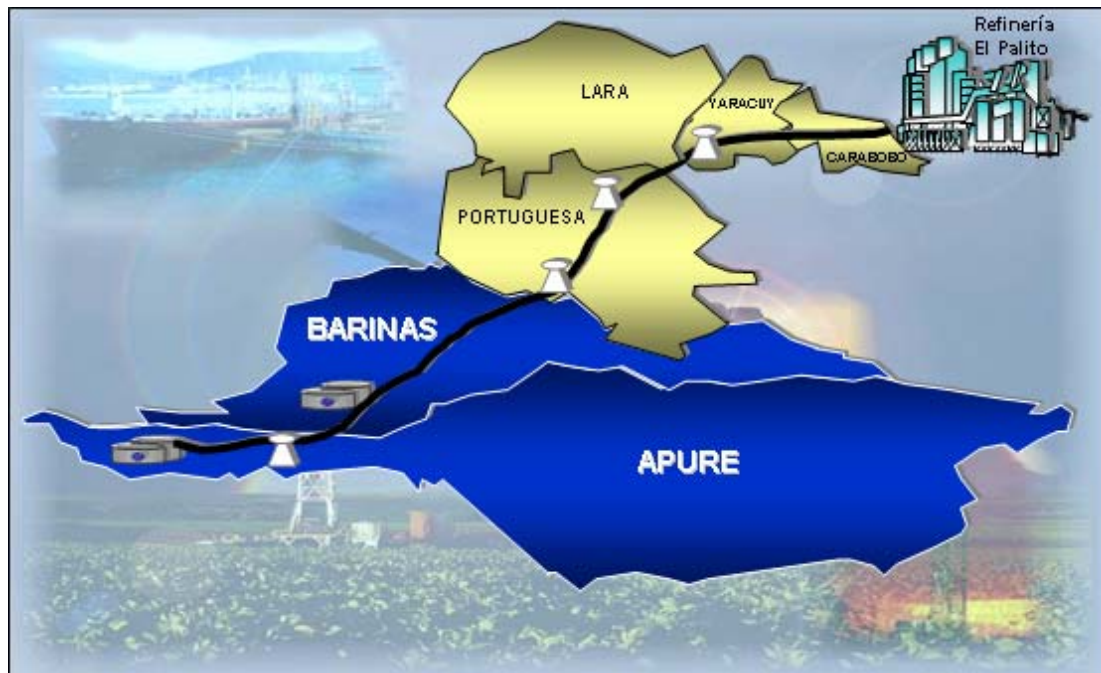 Refinería
El Palito
LARA
YARACUY
CARABOBO
PORTUGUESA
BARINAS
APURE